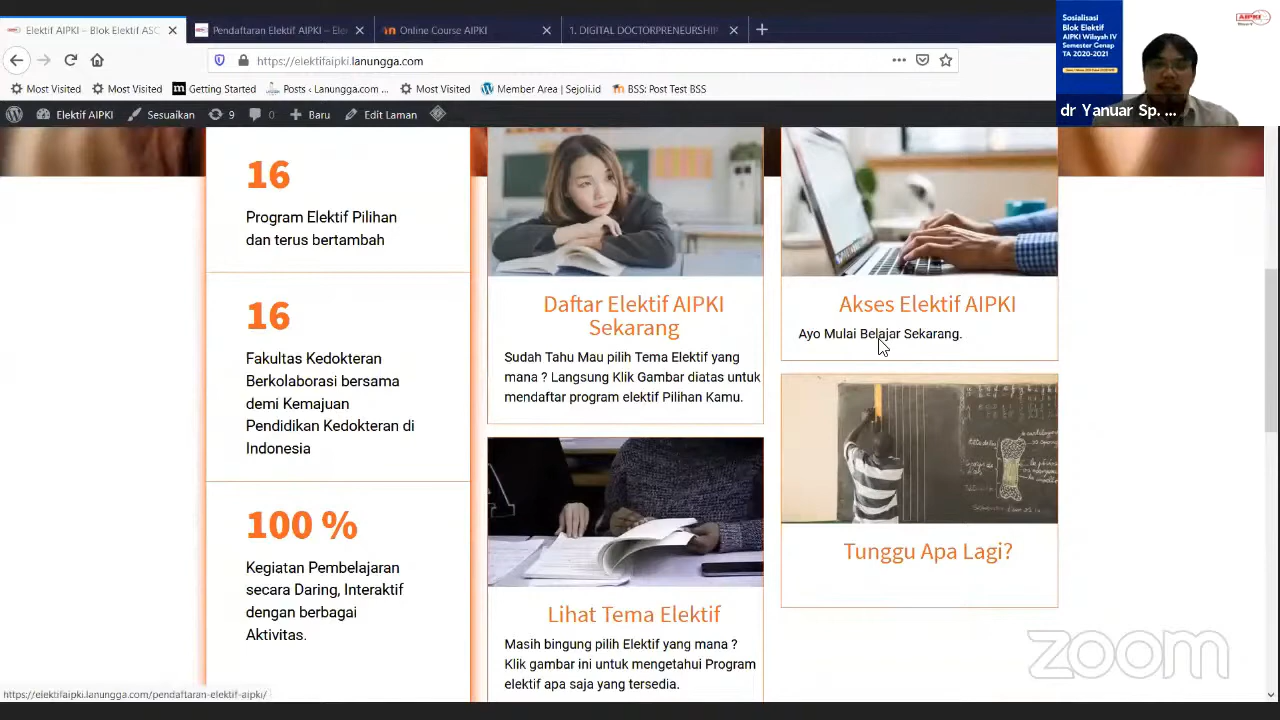 Elektif AIPKI – Blok Elektif ASC
Pendaftaran Elektif AIPKI – Ele
Online Course AIPKI
1. DIGITAL DOCTORPRENEURSHIP
https://elektifaipki.lanungga.com
Most Visited
Most Visited
Getting Started
Posts ‹ Lanungga.com ...
Most Visited
Member Area | Sejoli.id
BSS: Post Test BSS
Elektif AIPKI
Sesuaikan
9
0
Baru
Edit Laman
Sosialisasi
Blok Elektif
AIPKI Wilayah IV
Semester Genap
TA 2020-2021
AIPKI
dr Yanuar Sp. ...
16
Program Elektif Pilihan
dan terus bertambah
16
Fakultas Kedokteran
Berkolaborasi bersama
demi Kemajuan
Pendidikan Kedokteran di
Indonesia
100 %
Kegiatan Pembelajaran
secara Daring, Interaktif
dengan berbagai
Aktivitas.
Daftar Elektif AIPKI
Sekarang
Sudah Tahu Mau pilih Tema Elektif yang
mana ? Langsung Klik Gambar diatas untuk
mendaftar program elektif Pilihan Kamu.
Lihat Tema Elektif
Masih bingung pilih Elektif yang mana ?
Klik gambar ini untuk mengetahui Program
elektif apa saja yang tersedia.
Akses Elektif AIPKI
Ayo Mulai Belajar Sekarang.
Tunggu Apa Lagi?
zoom
https://elektifaipki.lanungga.com/pendaftaran-elektif-aipki/